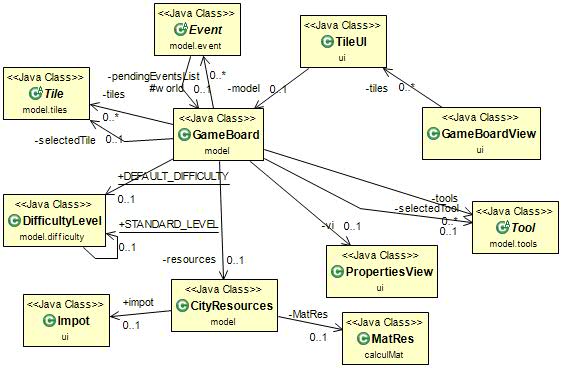 <<Java Class>>
Event
model.event
<<Java Class>>
TileUI
ui
-pendingEventsList
0..*
#world
0..1
-model
0..1
-tiles
0..*
<<Java Class>>
Tile
model.tiles
-tiles
0..*
-selectedTile
0..1
<<Java Class>>
GameBoard
model
<<Java Class>>
GameBoardView
ui
+DEFAULT_DIFFICULTY
0..1
<<Java Class>>
DifficultyLevel
model.difficulty
+STANDARD_LEVEL
0..1
-tools
0..*
-selectedTool
0..1
<<Java Class>>
Tool
model.tools
-vi
0..1
-resources
0..1
<<Java Class>>
PropertiesView
ui
<<Java Class>>
Impot
ui
+impot
0..1
<<Java Class>>
CityResources
model
-MatRes
0..1
<<Java Class>>
MatRes
calculMat